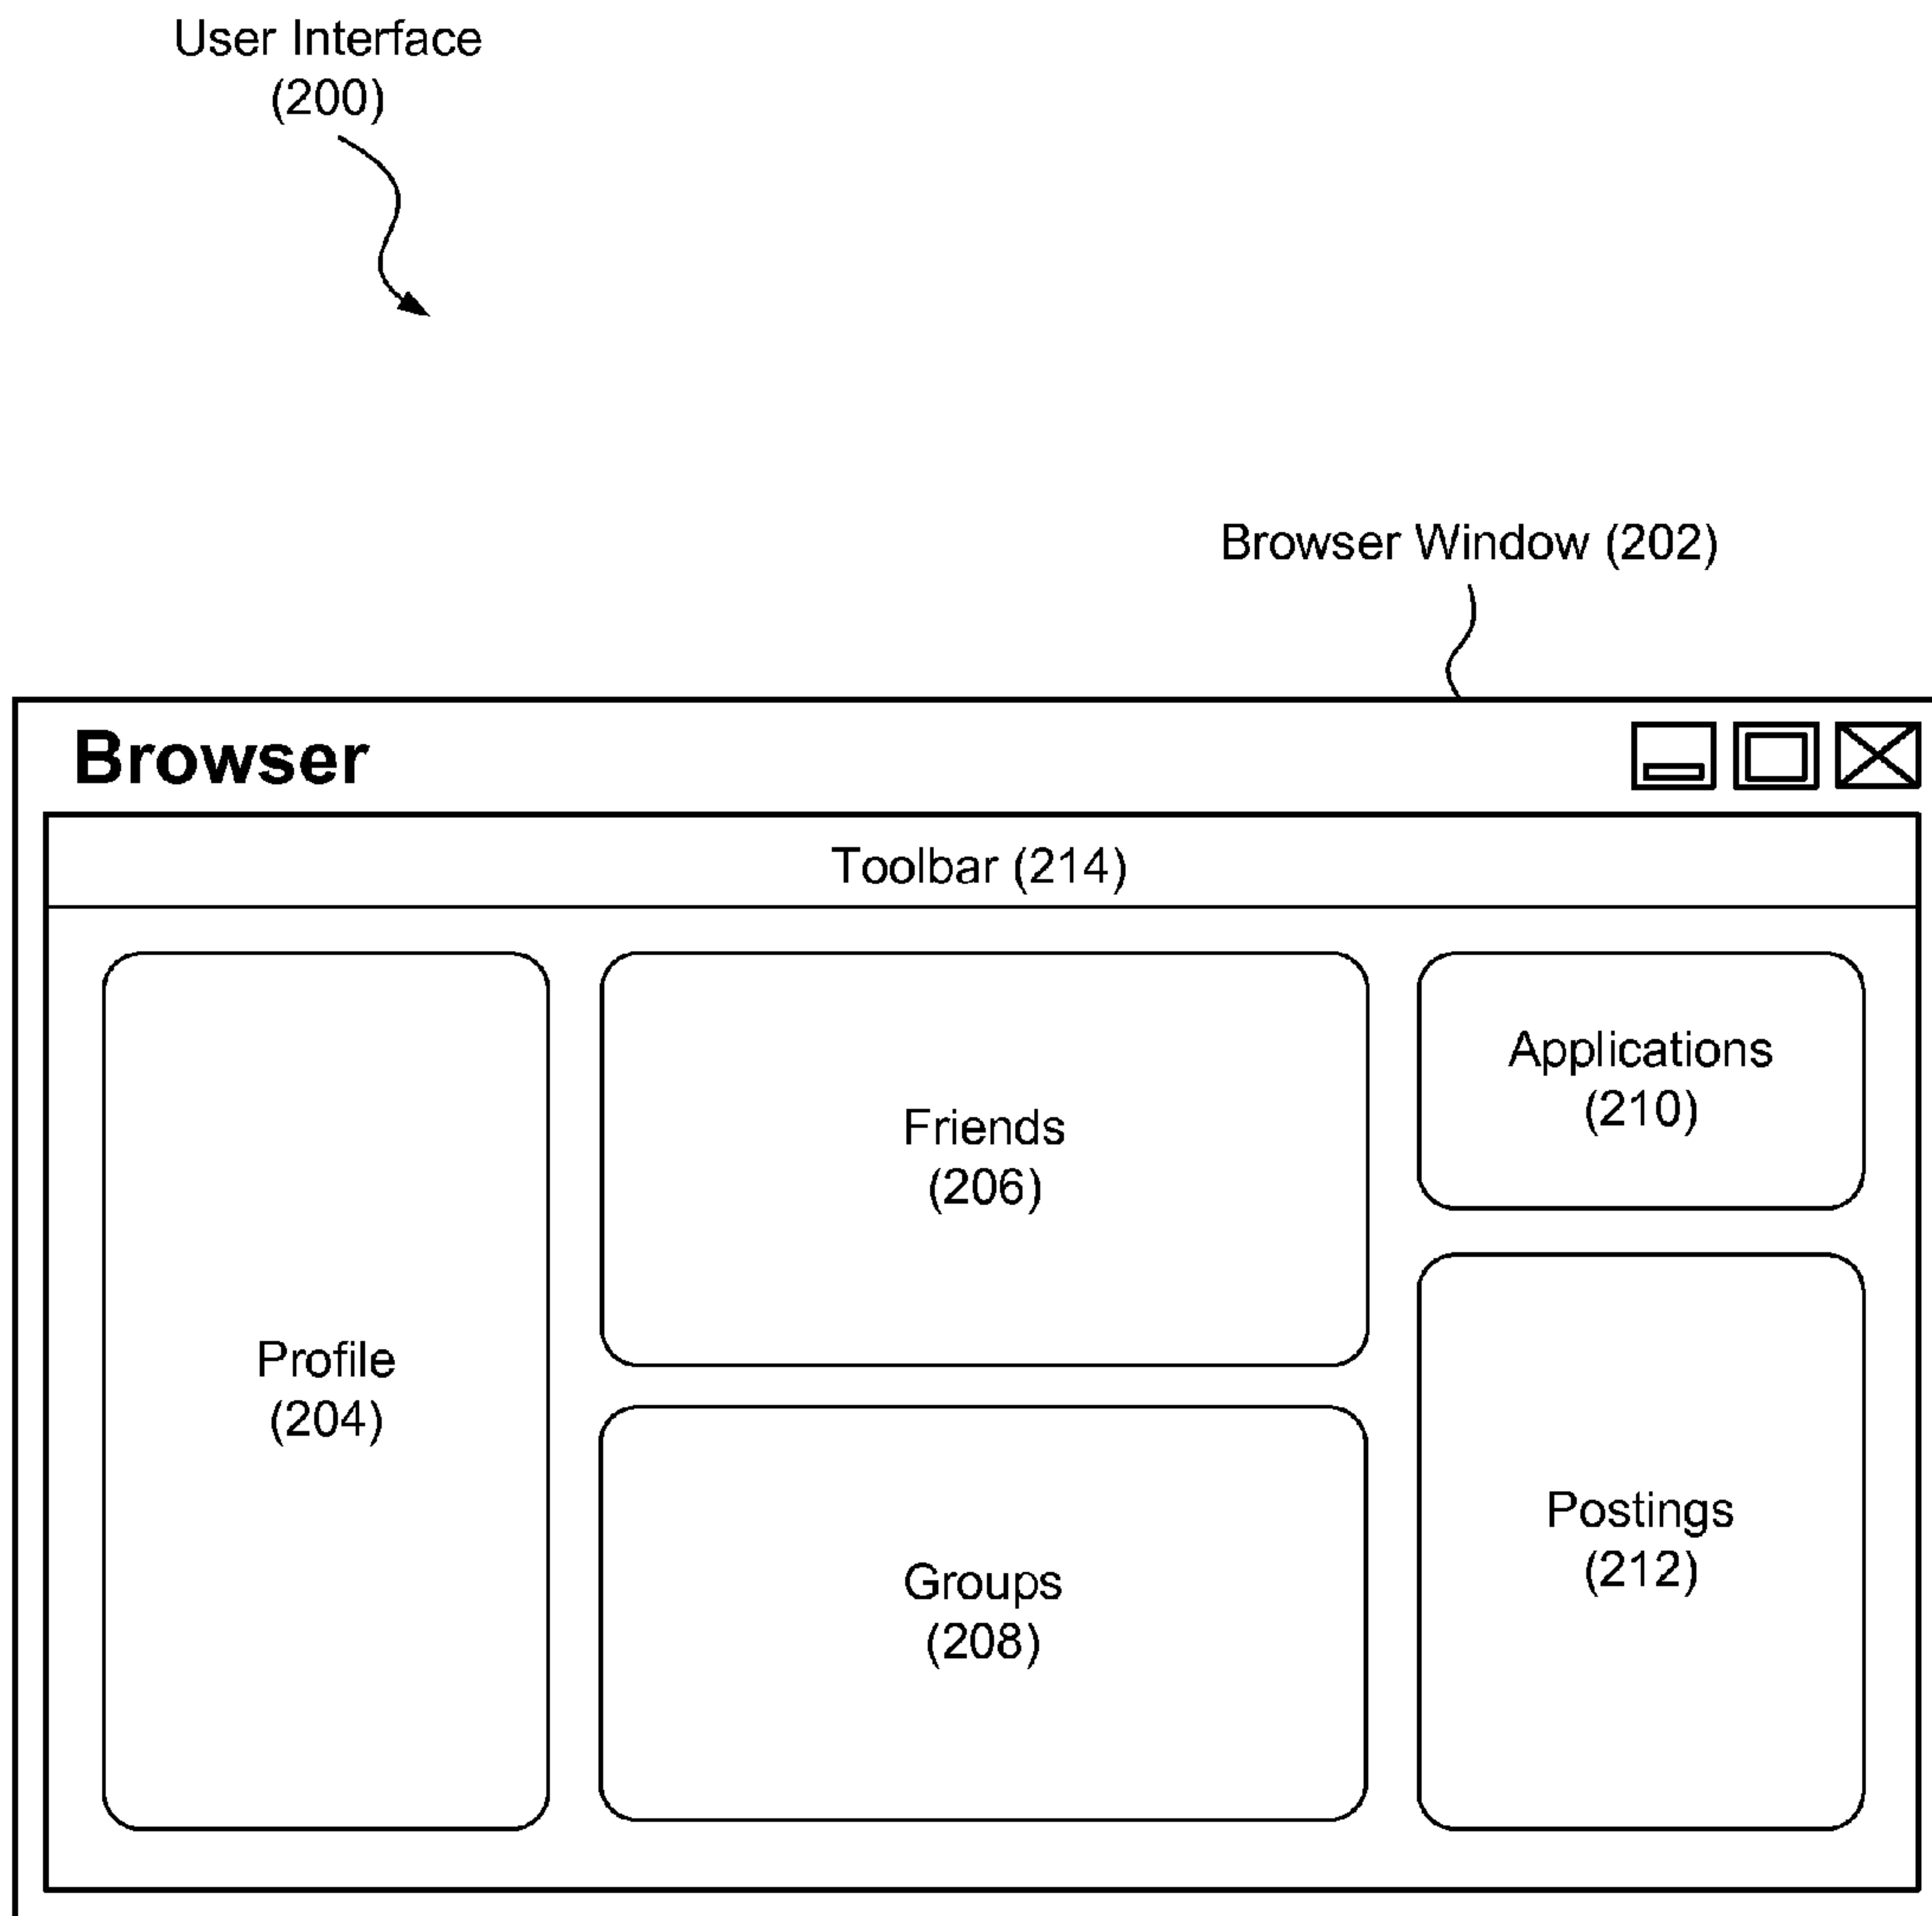 User Interface
(200)
Browser Window (202)
Browser
Toolbar (214)
Profile
(204)
Friends
(206)
Groups
(208)
Applications
(210)
Postings
(212)